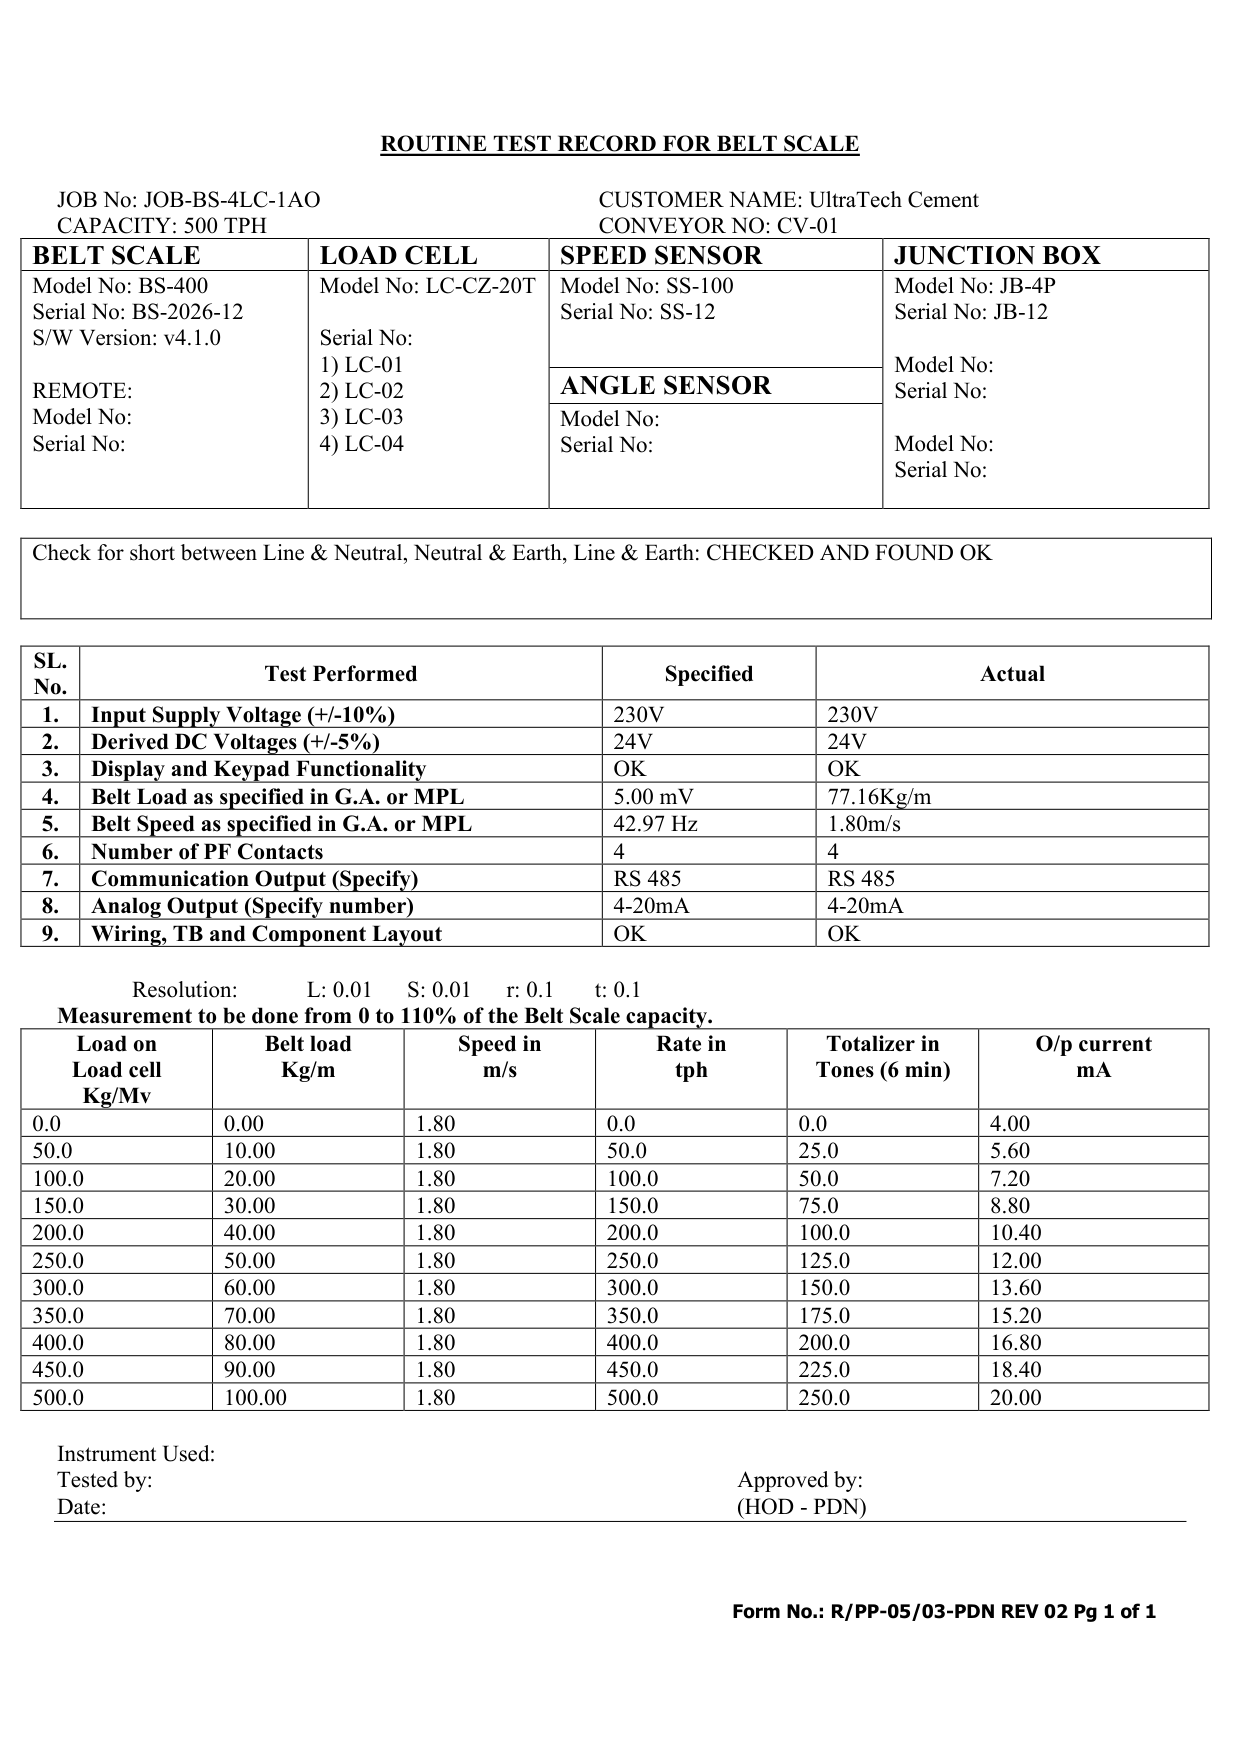 ROUTINE TEST RECORD FOR BELT SCALE
JOB No: JOB-BS-4LC-1AO CUSTOMER NAME: UltraTech Cement
CAPACITY: 500 TPH CONVEYOR NO: CV-01
BELT SCALE
Model No: BS-400
Serial No: BS-2026-12
S/W Version: v4.1.0
REMOTE:
Model No:
Serial No:
LOAD CELL
Model No: LC-CZ-20T
Serial No:
1) LC-01
2) LC-02
3) LC-03
4) LC-04
SPEED SENSOR
Model No: SS-100
Serial No: SS-12
ANGLE SENSOR
Model No:
Serial No:
JUNCTION BOX
Model No: JB-4P
Serial No: JB-12
Model No:
Serial No:
Model No:
Serial No:
Check for short between Line & Neutral, Neutral & Earth, Line & Earth: CHECKED AND FOUND OK
SL. No. Test Performed Specified Actual
1. Input Supply Voltage (+/-10%) 230V 230V
2. Derived DC Voltages (+/-5%) 24V 24V
3. Display and Keypad Functionality OK OK
4. Belt Load as specified in G.A. or MPL 5.00 mV 77.16Kg/m
5. Belt Speed as specified in G.A. or MPL 42.97 Hz 1.80m/s
6. Number of PF Contacts 4 4
7. Communication Output (Specify) RS 485 RS 485
8. Analog Output (Specify number) 4-20mA 4-20mA
9. Wiring, TB and Component Layout OK OK
Resolution: L: 0.01 S: 0.01 r: 0.1 t: 0.1
Measurement to be done from 0 to 110% of the Belt Scale capacity.
Load on Belt load Speed in Rate in Totalizer in O/p current
Load cell Kg/m m/s tph Tones (6 min) mA
Kg/Mv
0.0 0.00 1.80 0.0 0.0 4.00
50.0 10.00 1.80 50.0 25.0 5.60
100.0 20.00 1.80 100.0 50.0 7.20
150.0 30.00 1.80 150.0 75.0 8.80
200.0 40.00 1.80 200.0 100.0 10.40
250.0 50.00 1.80 250.0 125.0 12.00
300.0 60.00 1.80 300.0 150.0 13.60
350.0 70.00 1.80 350.0 175.0 15.20
400.0 80.00 1.80 400.0 200.0 16.80
450.0 90.00 1.80 450.0 225.0 18.40
500.0 100.00 1.80 500.0 250.0 20.00
Instrument Used:
Tested by: Approved by:
Date: (HOD - PDN)
Form No.: R/PP-05/03-PDN REV 02 Pg 1 of 1